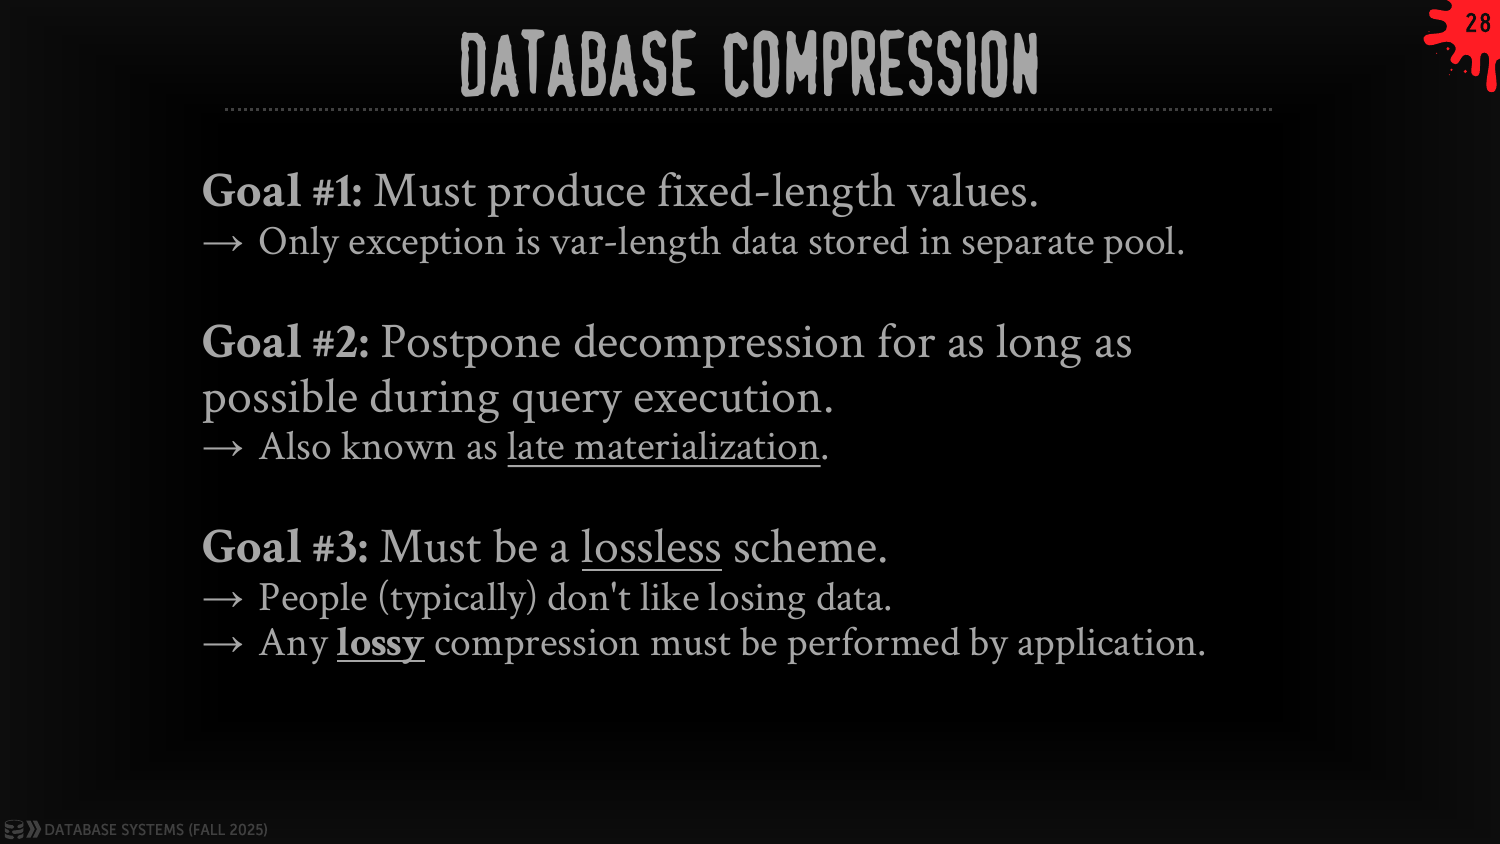 28
DATABASE COMPRESSION
Goal #1: Must produce fixed-length values.
→ Only exception is var-length data stored in separate pool.
Goal #2: Postpone decompression for as long as
possible during query execution.
→ Also known as late materialization.
Goal #3: Must be a lossless scheme.
→ People (typically) don't like losing data.
→ Any lossy compression must be performed by application.
DATABASE SYSTEMS (FALL 2025)